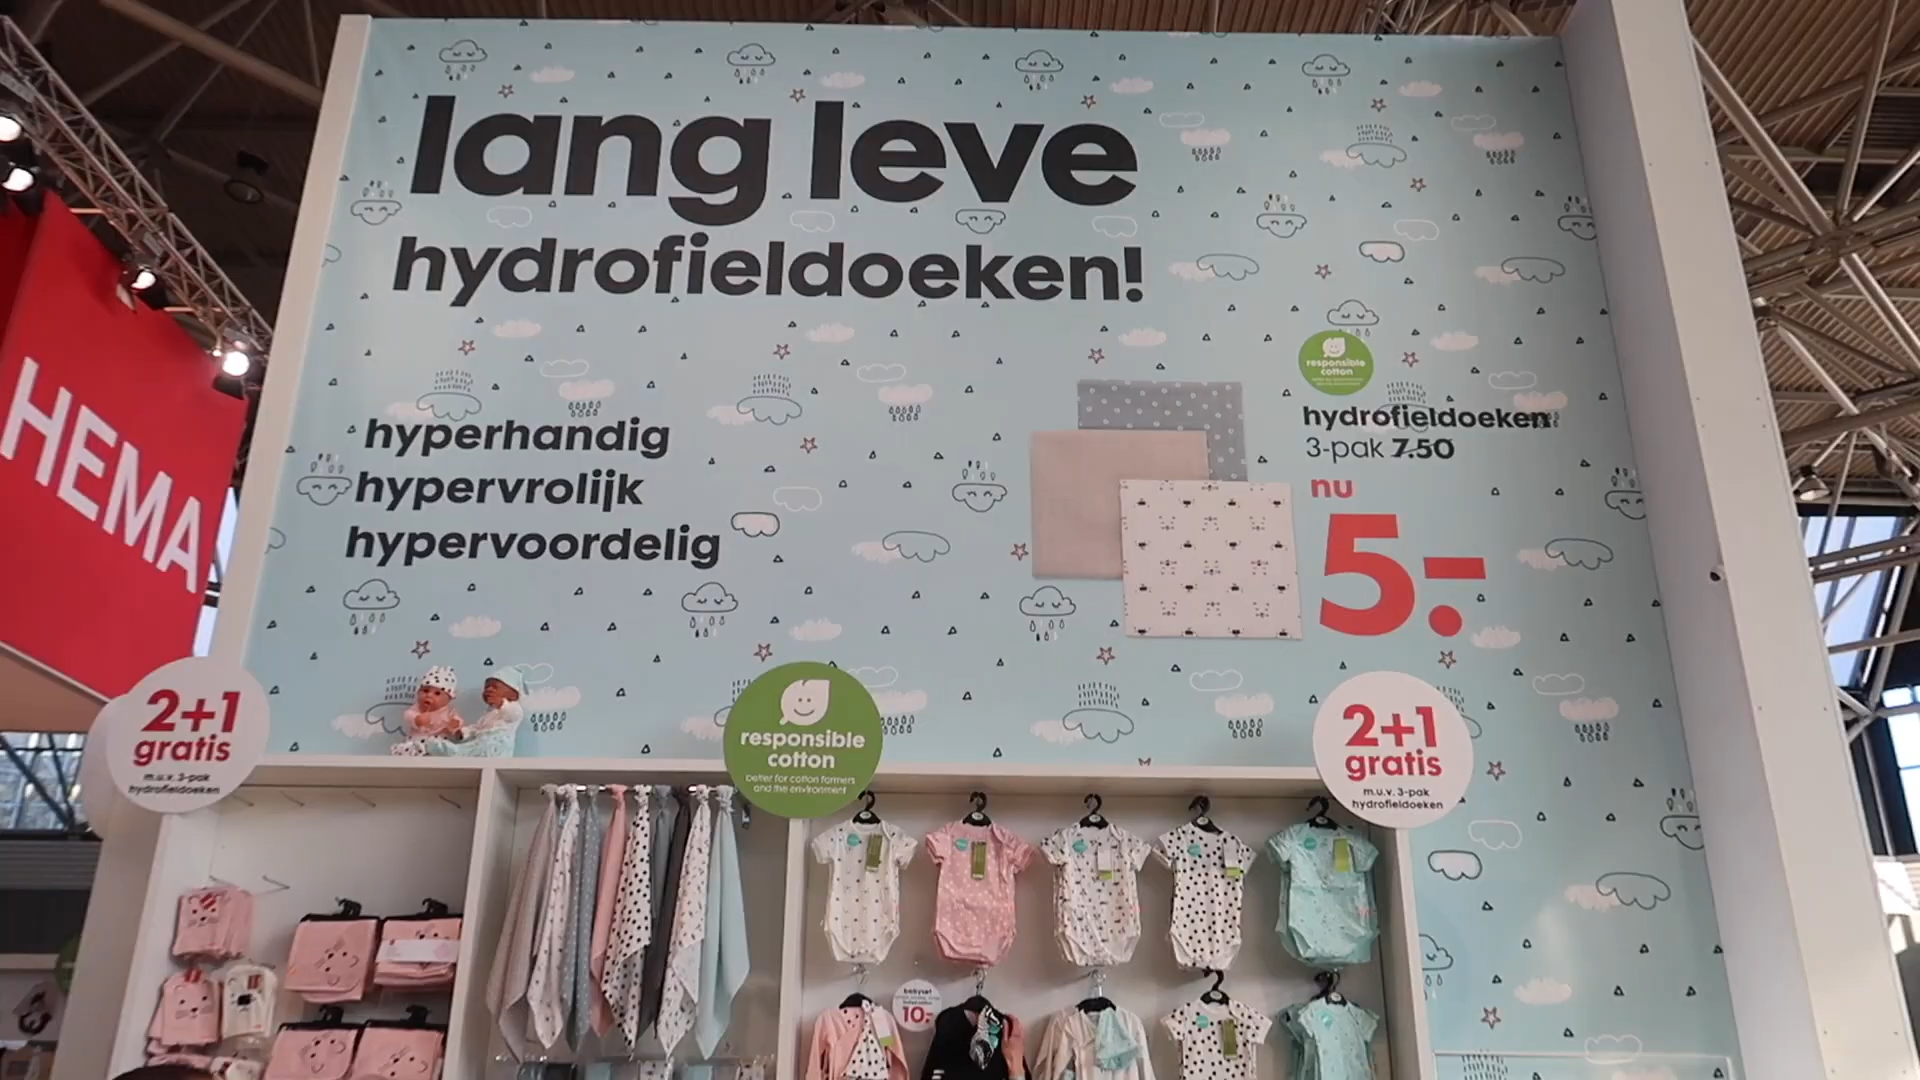 HEMA
lang leve
hydrofieldoeken!
hyperhandig
hypervrolijk
hypervoordelig
responsible
cotton
hydrofieldoeken
3-pak 7.50
nu
5.-
2+1
gratis
m.u.v. 3-pak
hydrofieldoeken
responsible
cotton
better for cotton farmers
and the environment
2+1
gratis
m.u.v. 3-pak
hydrofieldoeken
babyset
10.-